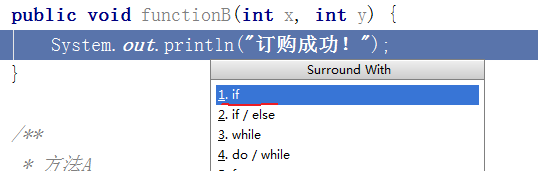 public void functionB(int x, int y) {
System.out.println("订购成功！");
}
Surround With
1. if
2. if / else
3. while
4. do / while
/**
* 方法A